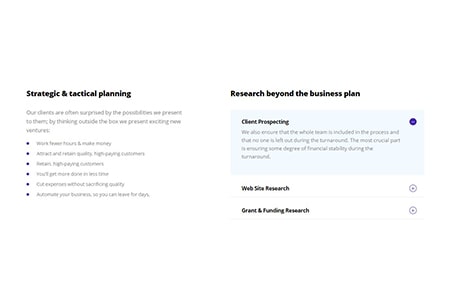 Strategic & tactical planning
Our clients are often surprised by the possibilities we present
to them; by thinking outside the box we present exciting new
ventures:
Work fewer hours & make money
Attract and retain quality, high-paying customers
Retain, high-paying customers
You'll get more done in less time
Cut expenses without sacrificing quality
Automate your business, so you can leave for days,
Research beyond the business plan
Client Prospecting
We also ensure that the whole team is included in the process and
that no one is left out during the turnaround. The most crucial part
is ensuring some degree of financial stability during the
turnaround.
Web Site Research
Grant & Funding Research